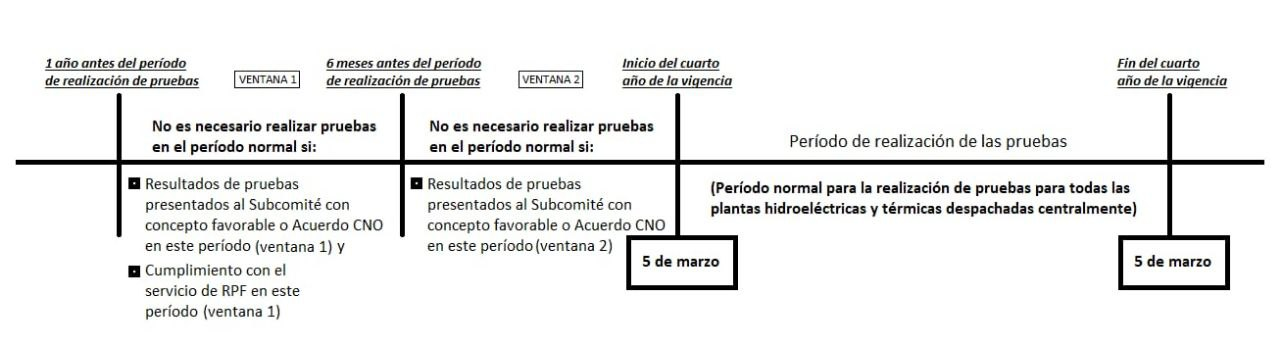 1 año antes del período
de realización de pruebas
VENTANA 1
6 meses antes del período
de realización de pruebas
VENTANA 2
Inicio del cuarto
año de la vigencia
Fin del cuarto
año de la vigencia
No es necesario realizar pruebas
en el período normal si:
No es necesario realizar pruebas
en el período normal si:
Período de realización de las pruebas
Resultados de pruebas
presentados al Subcomité con
concepto favorable o Acuerdo CNO
en este período (ventana 1) y
Cumplimiento con el
servicio de RPF en este
período (ventana 1)
Resultados de pruebas
presentados al Subcomité con
concepto favorable o Acuerdo CNO
en este período (ventana 2)
(Período normal para la realización de pruebas para todas las
plantas hidroeléctricas y térmicas despachadas centralmente)
5 de marzo
5 de marzo